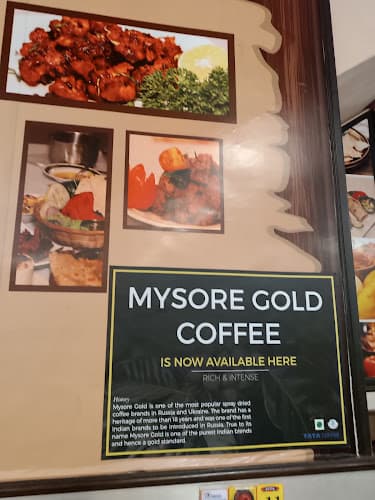 MYSORE GOLD
COFFEE
IS NOW AVAILABLE HERE
RICH & INTENSE
History
Mysore Gold is one of the most popular spray dried
coffee brands in Russia and Ukraine. The brand has a
heritage of more than 18 years and was one of the first
Indian brands to be introduced in Russia. True to its
name Mysore Gold is one of the purest Indian blends
and hence a gold standard.
TATA COFFEE